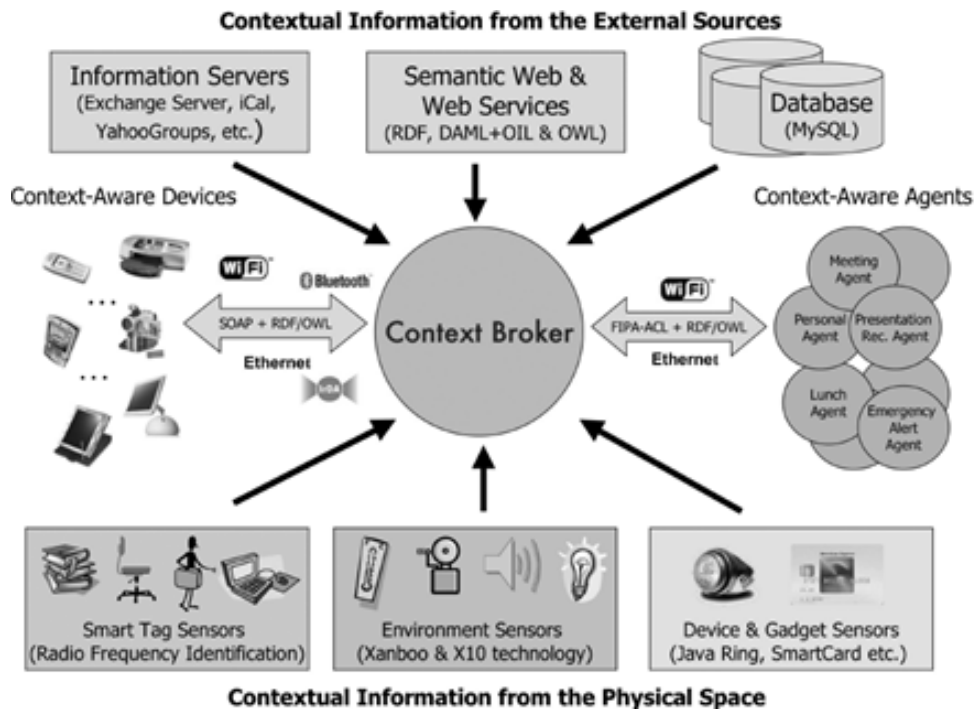 Contextual Information from the External Sources
Information Servers
(Exchange Server, iCal,
YahooGroups, etc.)
Semantic Web &
Web Services
(RDF, DAML+OIL & OWL)
Database
(MySQL)
Context-Aware Devices
Context-Aware Agents
WiFi™
Bluetooth
SOAP + RDF/OWL
Ethernet
IrDA
Context Broker
WiFi™
FIPA-ACL + RDF/OWL
Ethernet
Meeting
Agent
Personal
Agent
Presentation
Rec. Agent
Lunch
Agent
Emergency
Alert
Agent
Smart Tag Sensors
(Radio Frequency Identification)
Environment Sensors
(Xanboo & X10 technology)
Device & Gadget Sensors
(Java Ring, SmartCard etc.)
Contextual Information from the Physical Space